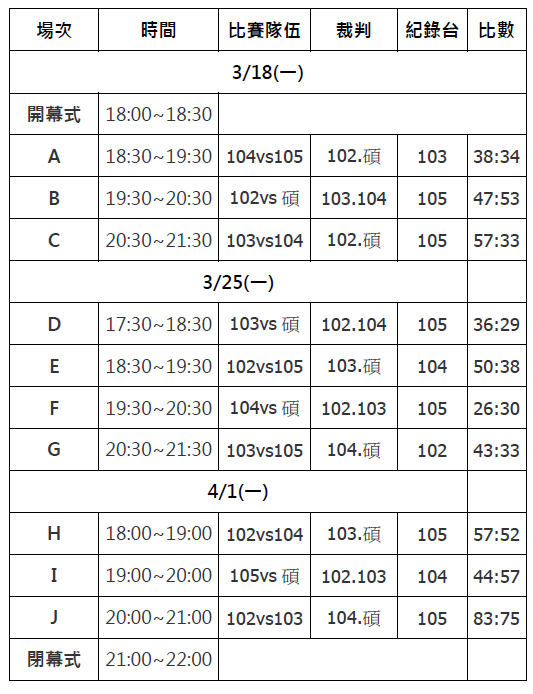 場次 時間 比賽隊伍 裁判 紀錄台 比數
3/18(一)
開幕式 18:00~18:30
A 18:30~19:30 104vs105 102.碩 103 38:34
B 19:30~20:30 102vs 碩 103.104 105 47:53
C 20:30~21:30 103vs104 102.碩 105 57:33
3/25(一)
D 17:30~18:30 103vs 碩 102.104 105 36:29
E 18:30~19:30 102vs105 103.碩 104 50:38
F 19:30~20:30 104vs 碩 102.103 105 26:30
G 20:30~21:30 103vs105 104.碩 102 43:33
4/1(一)
H 18:00~19:00 102vs104 103.碩 105 57:52
I 19:00~20:00 105vs 碩 102.103 104 44:57
J 20:00~21:00 102vs103 104.碩 105 83:75
閉幕式 21:00~22:00